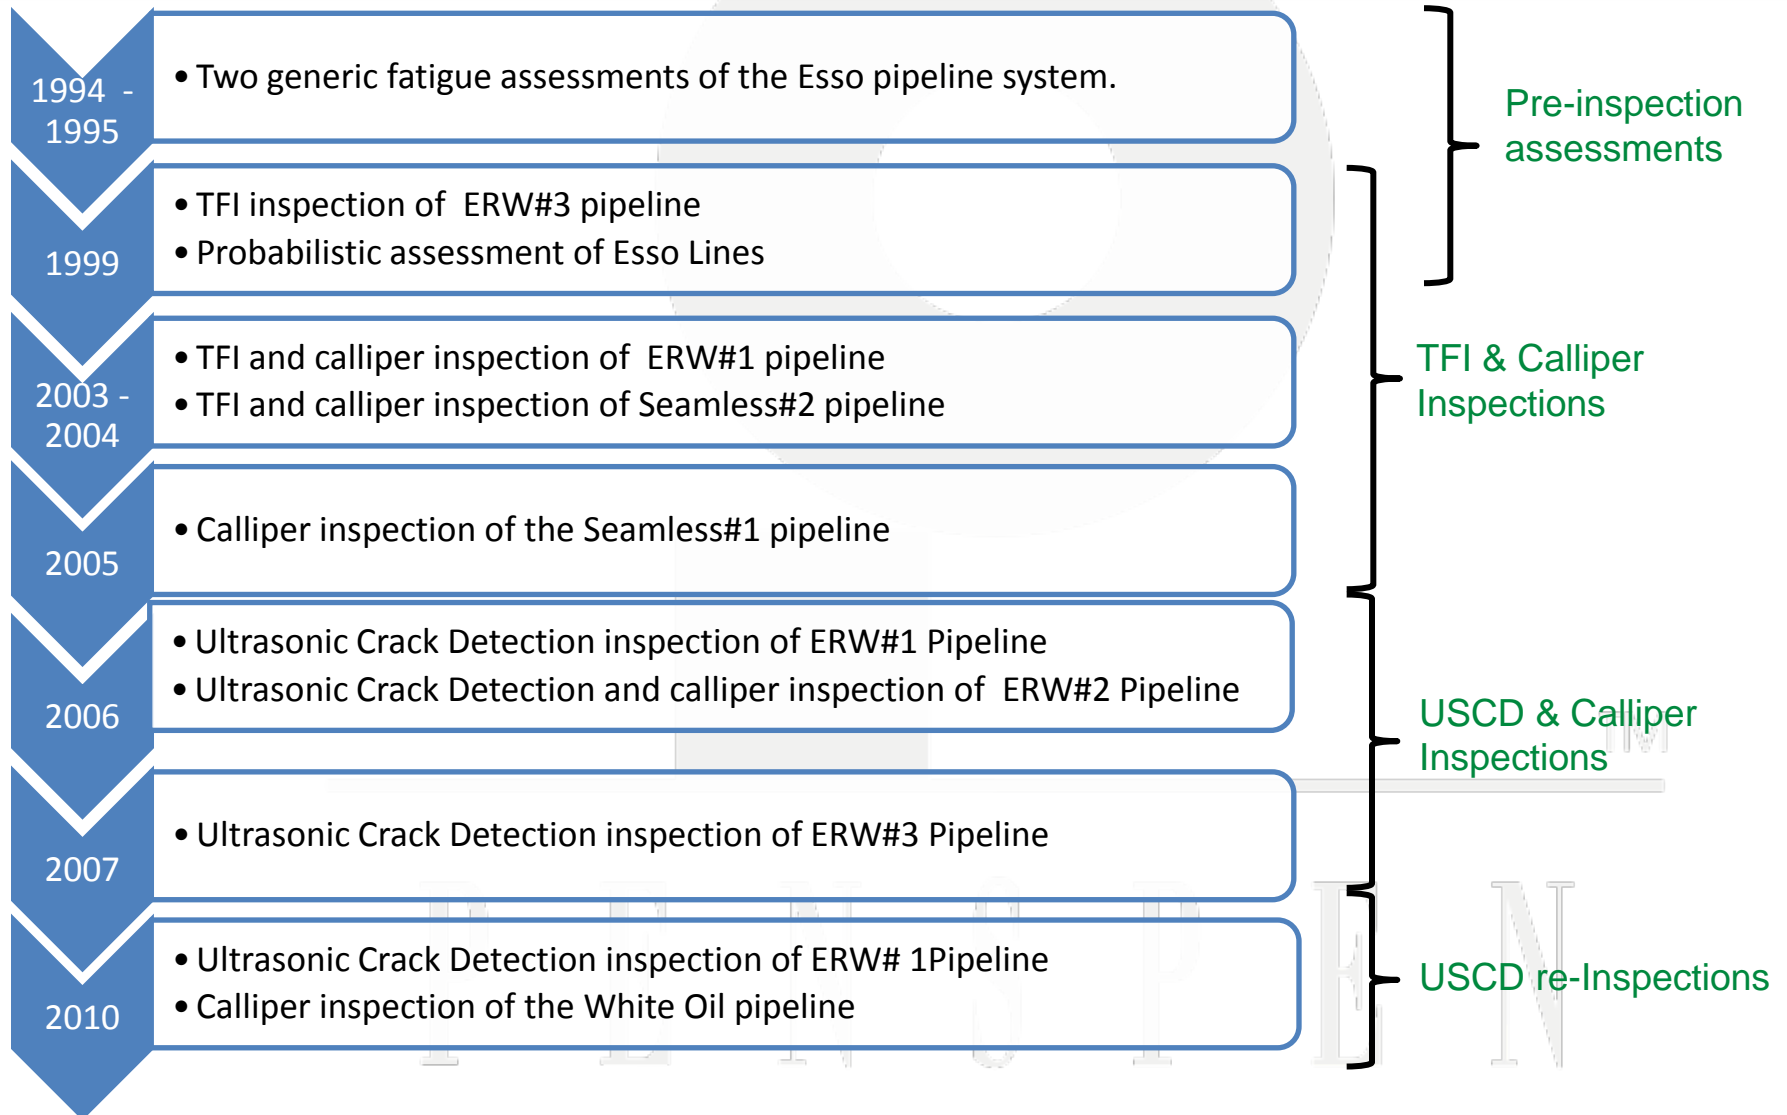 1994 -
1995
• Two generic fatigue assessments of the Esso pipeline system.
Pre-inspection
assessments
1999
• TFI inspection of ERW#3 pipeline
• Probabilistic assessment of Esso Lines
2003 -
2004
• TFI and calliper inspection of ERW#1 pipeline
• TFI and calliper inspection of Seamless#2 pipeline
TFI & Calliper
Inspections
2005
• Calliper inspection of the Seamless#1 pipeline
2006
• Ultrasonic Crack Detection inspection of ERW#1 Pipeline
• Ultrasonic Crack Detection and calliper inspection of ERW#2 Pipeline
USCD & Calliper
Inspections
TM
2007
• Ultrasonic Crack Detection inspection of ERW#3 Pipeline
2010
• Ultrasonic Crack Detection inspection of ERW# 1Pipeline
• Calliper inspection of the White Oil pipeline
USCD re-Inspections
PENSPEN